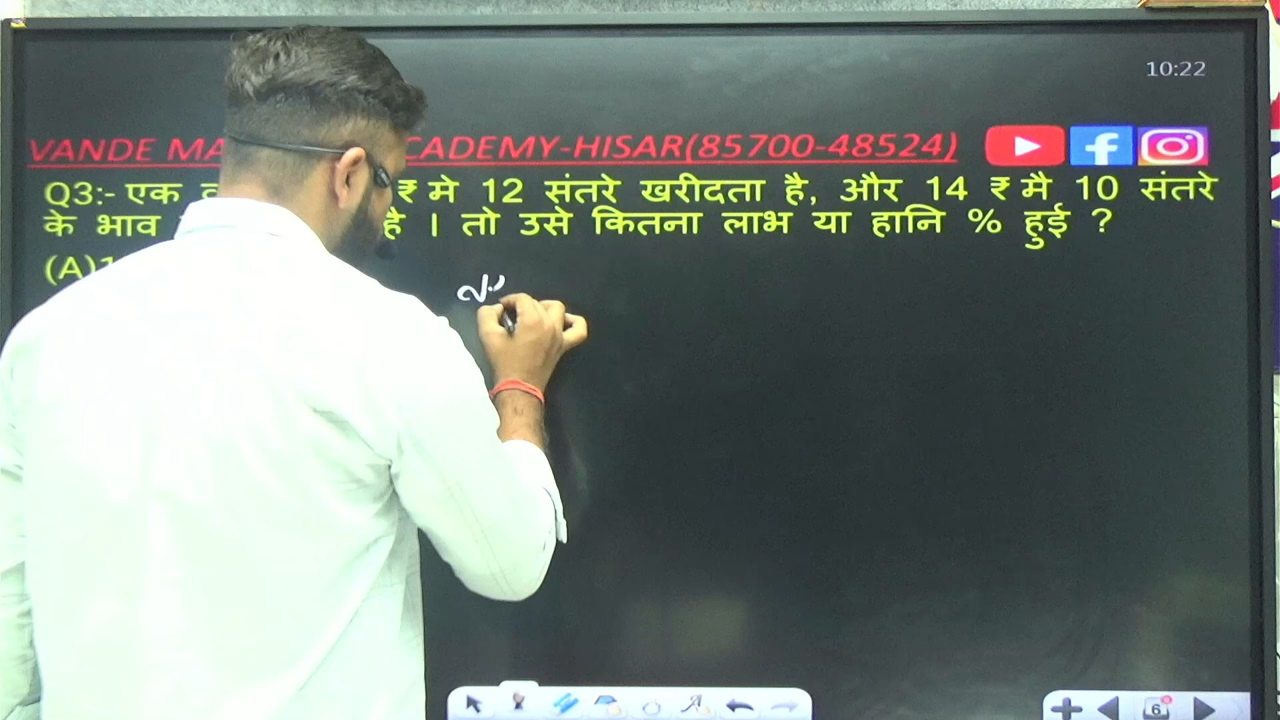 10:22
VANDE CADEMY-HISAR(85700-48524)
Q3:- एक ₹ मे 12 संतरे खरीदता है, और 14 ₹ मै 10 संतरे
के भाव है । तो उसे कितना लाभ या हानि % हुई ?
(A)
6